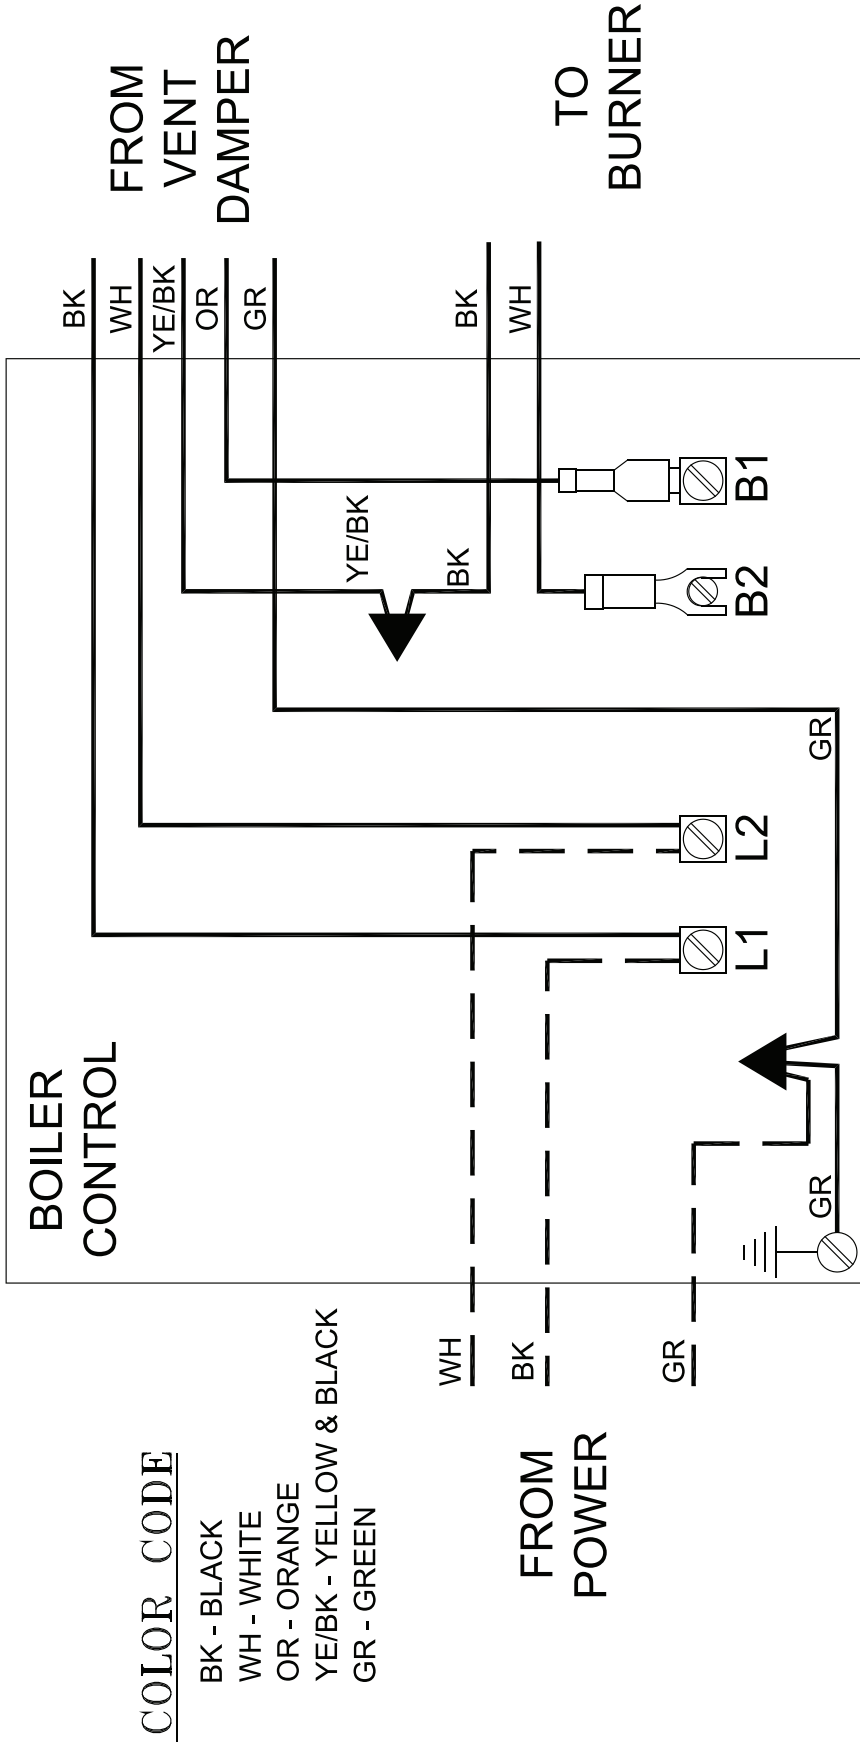 COLOR CODE
BK - BLACK
WH - WHITE
OR - ORANGE
YE/BK - YELLOW & BLACK
GR - GREEN
BOILER
CONTROL
FROM
VENT
DAMPER
BK
WH
YE/BK
OR
GR
TO
BURNER
BK
WH
YE/BK
BK
FROM
POWER
WH
BK
GR
GR
GR
L1
L2
B2
B1